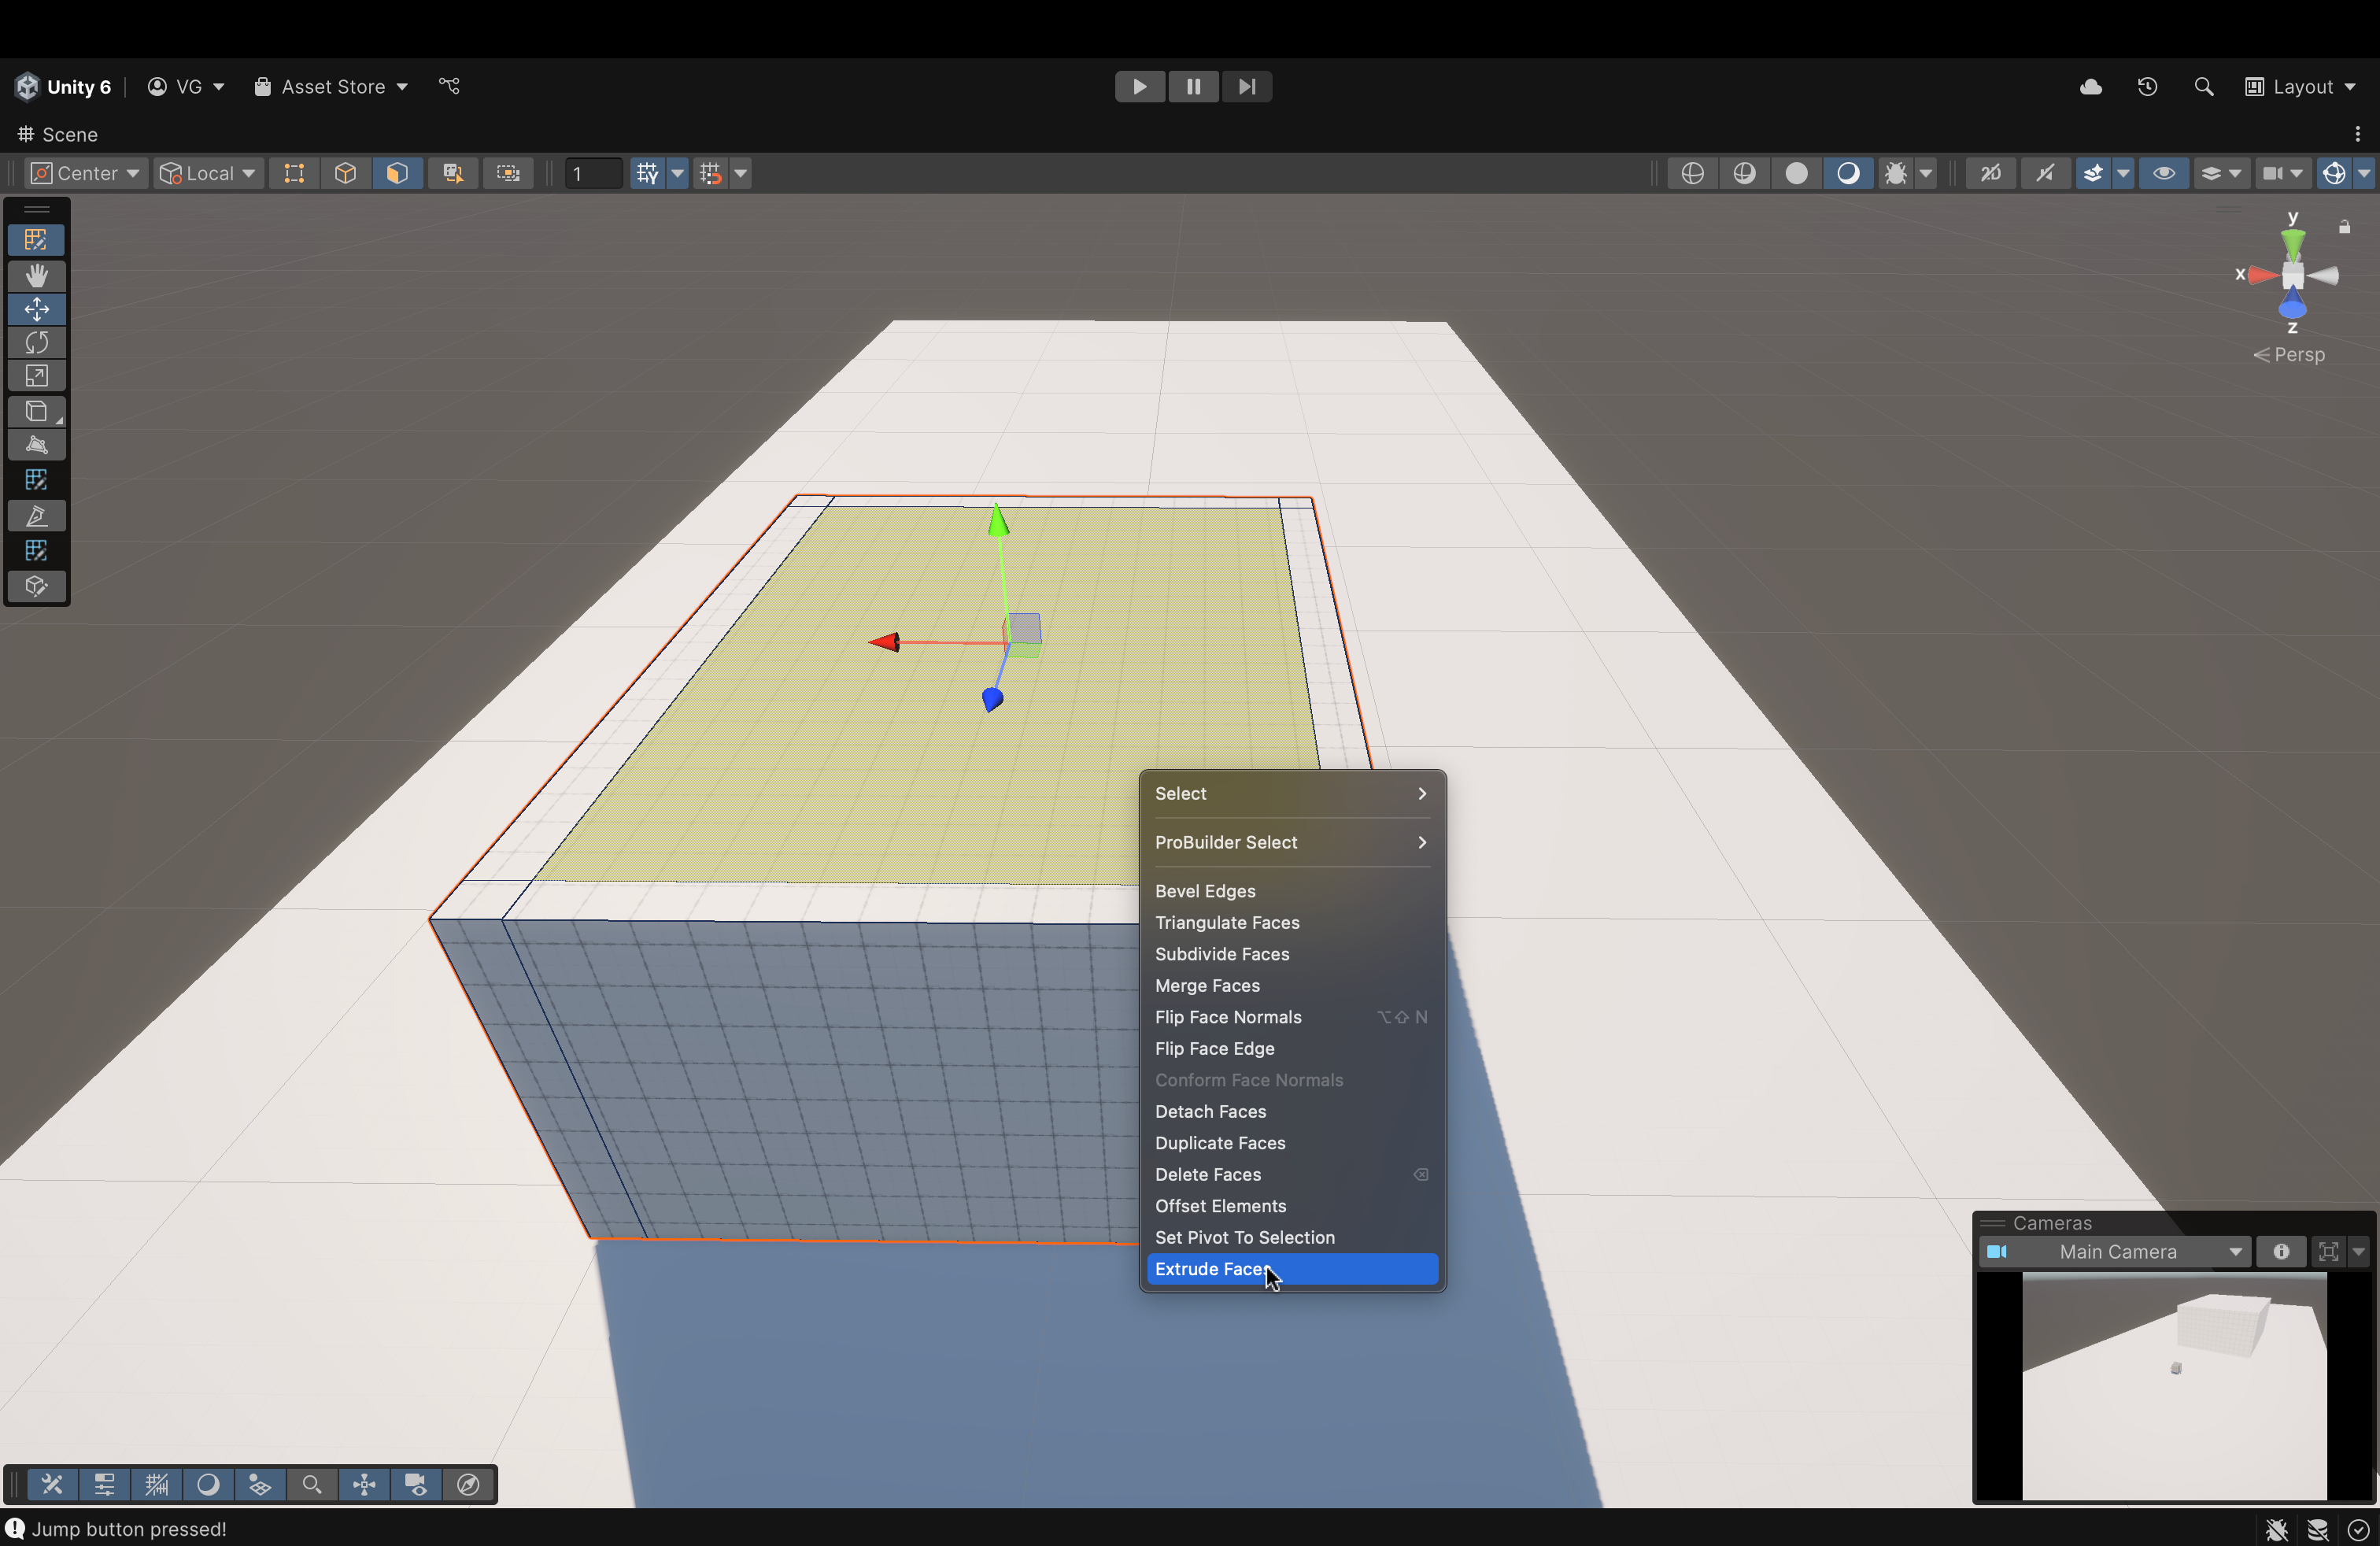 Unity 6
VG
Asset Store
Layout
Scene
Center
Local
1
2D
y
x
z
Persp
Select
ProBuilder Select
Bevel Edges
Triangulate Faces
Subdivide Faces
Merge Faces
Flip Face Normals ⌥⇧ N
Flip Face Edge
Conform Face Normals
Detach Faces
Duplicate Faces
Delete Faces ⌫
Offset Elements
Set Pivot To Selection
Extrude Faces
Cameras
Main Camera
Jump button pressed!